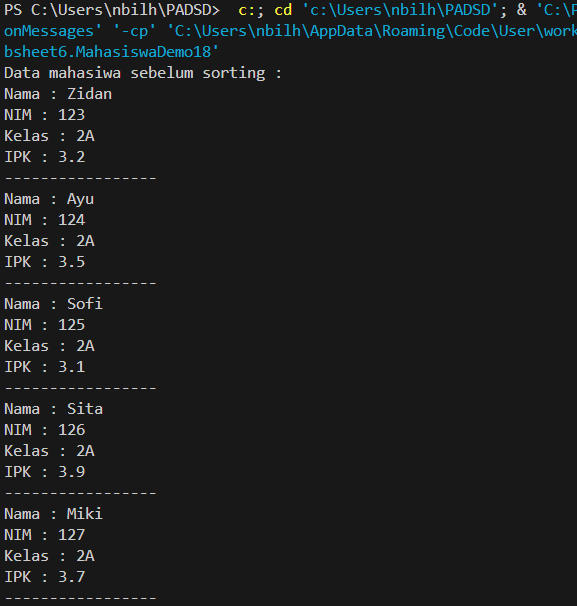 PS C:\Users\nbilh\PADSD>  c:; cd 'c:\Users\nbilh\PADSD'; & 'C:\P
onMessages' '-cp' 'C:\Users\nbilh\AppData\Roaming\Code\User\work
bsheet6.MahasiswaDemo18'
Data mahasiwa sebelum sorting :
Nama : Zidan
NIM : 123
Kelas : 2A
IPK : 3.2
-----------------
Nama : Ayu
NIM : 124
Kelas : 2A
IPK : 3.5
-----------------
Nama : Sofi
NIM : 125
Kelas : 2A
IPK : 3.1
-----------------
Nama : Sita
NIM : 126
Kelas : 2A
IPK : 3.9
-----------------
Nama : Miki
NIM : 127
Kelas : 2A
IPK : 3.7
-----------------